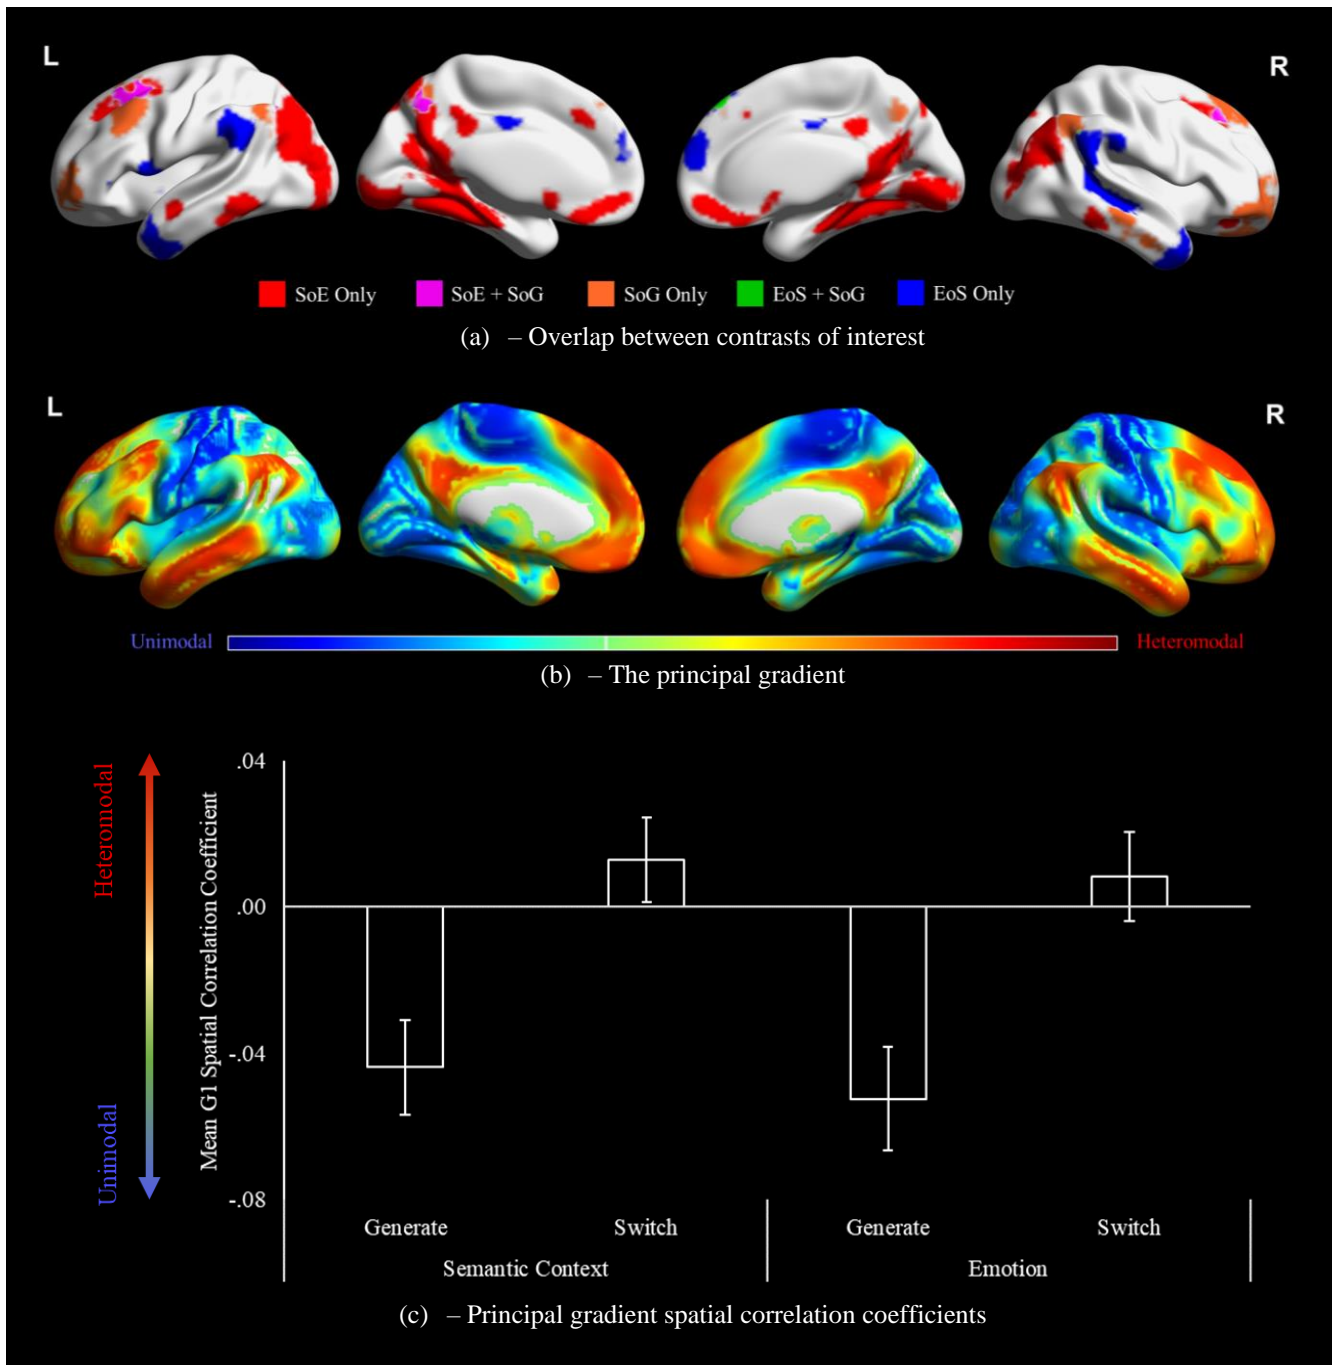 L
R
SoE Only
SoE + SoG
SoG Only
EoS + SoG
EoS Only
(a) – Overlap between contrasts of interest
L
R
Unimodal
Heteromodal
(b) – The principal gradient
Heteromodal
Unimodal
Mean G1 Spatial Correlation Coefficient
.04
.00
-.04
-.08
Generate
Switch
Generate
Switch
Semantic Context
Emotion
(c) – Principal gradient spatial correlation coefficients